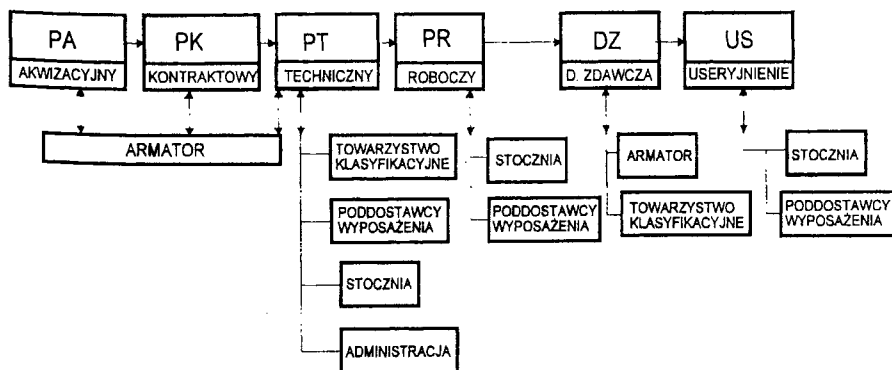 PA
AKWIZACYJNY
PK
KONTRAKTOWY
PT
TECHNICZNY
PR
ROBOCZY
DZ
D. ZDAWCZA
US
USERYJNIENIE
ARMATOR
TOWARZYSTWO
KLASYFIKACYJNE
PODDOSTAWCY
WYPOSAŻENIA
STOCZNIA
ADMINISTRACJA
STOCZNIA
PODDOSTAWCY
WYPOSAŻENIA
ARMATOR
TOWARZYSTWO
KLASYFIKACYJNE
STOCZNIA
PODDOSTAWCY
WYPOSAŻENIA